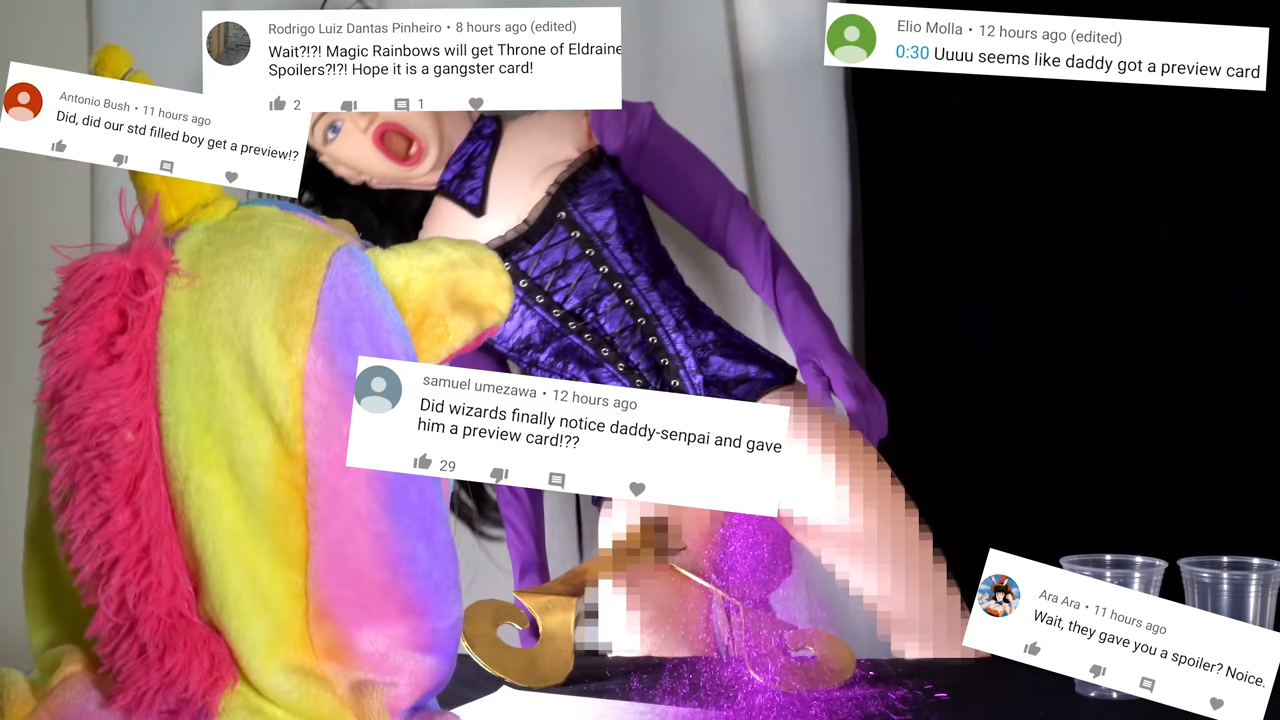 Rodrigo Luiz Dantas Pinheiro • 8 hours ago (edited)
Wait?!?! Magic Rainbows will get Throne of Eldraine
Spoilers?!?! Hope it is a gangster card!
2 1
Elio Molla • 12 hours ago (edited)
0:30 Uuuu seems like daddy got a preview card
Antonio Bush • 11 hours ago
Did, did our std filled boy get a preview!?
samuel umezawa • 12 hours ago
Did wizards finally notice daddy-senpai and gave
him a preview card!??
29
Ara Ara • 11 hours ago
Wait, they gave you a spoiler? Noice.